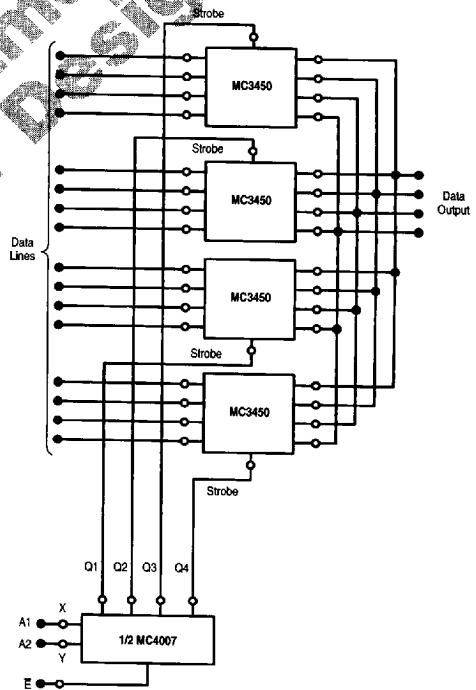 Strobe
MC3450
Strobe
MC3450
Data
Output
Data
Lines
MC3450
Strobe
MC3450
Strobe
Q1 Q2 Q3 Q4
X
A1
1/2 MC4007
A2
Y
E̅